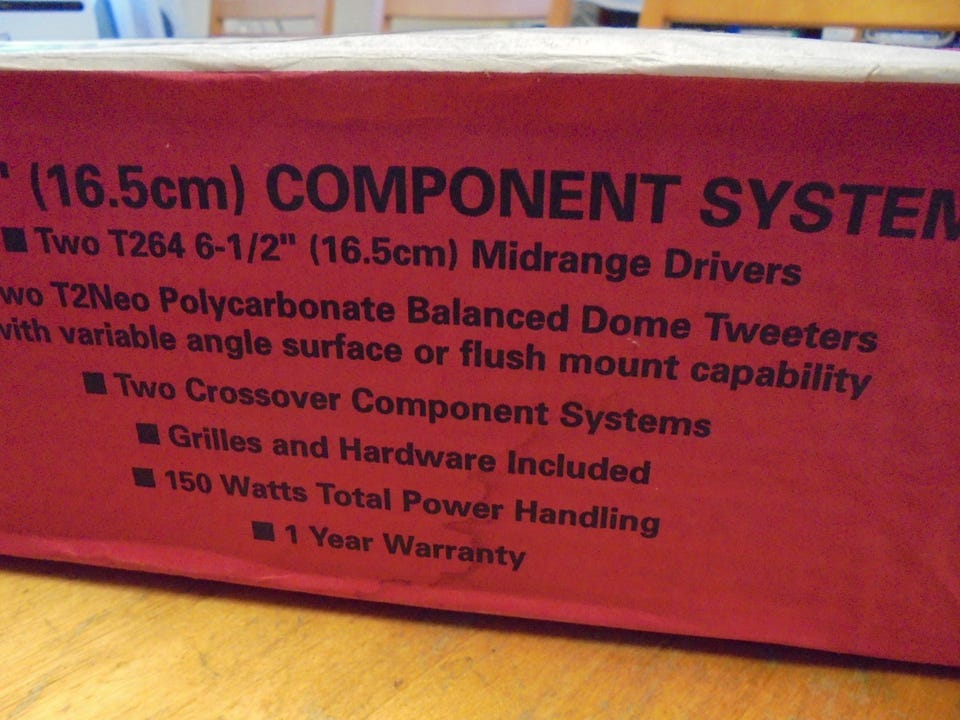 " (16.5cm) COMPONENT SYSTEM
■ Two T264 6-1/2" (16.5cm) Midrange Drivers
wo T2Neo Polycarbonate Balanced Dome Tweeters
with variable angle surface or flush mount capability
■ Two Crossover Component Systems
■ Grilles and Hardware Included
■ 150 Watts Total Power Handling
■ 1 Year Warranty